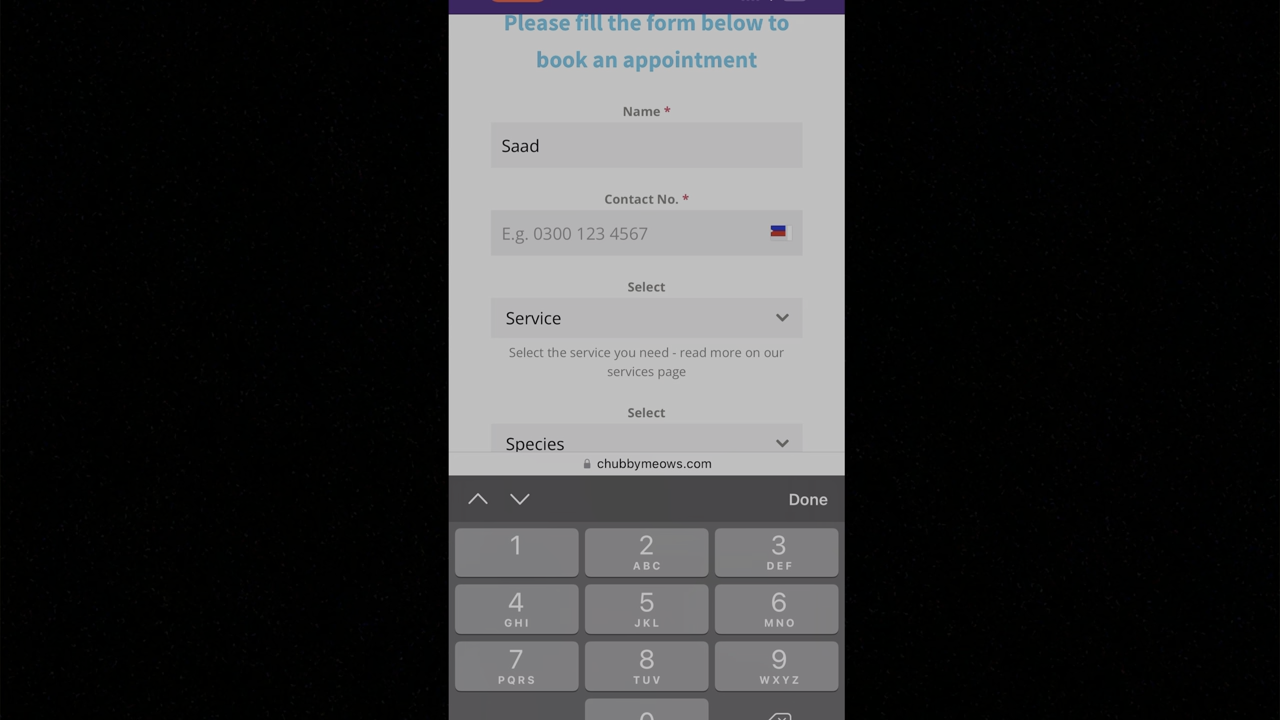 Please fill the form below to
book an appointment
Name *
Saad
Contact No. *
E.g. 0300 123 4567
Select
Service
Select the service you need - read more on our
services page
Select
Species
chubbymeows.com
Done
1
2
ABC
3
DEF
4
GHI
5
JKL
6
MNO
7
PQRS
8
TUV
9
WXYZ
0